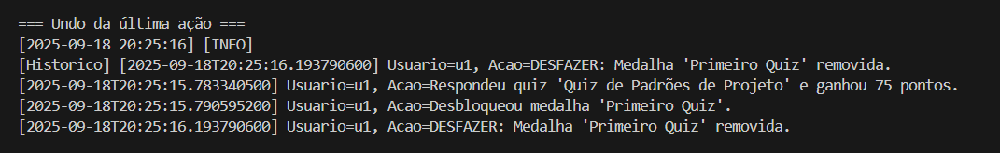 === Undo da última ação ===
[2025-09-18 20:25:16] [INFO]
[Historico] [2025-09-18T20:25:16.193790600] Usuario=u1, Acao=DESFAZER: Medalha 'Primeiro Quiz' removida.
[2025-09-18T20:25:15.783340500] Usuario=u1, Acao=Respondeu quiz 'Quiz de Padrões de Projeto' e ganhou 75 pontos.
[2025-09-18T20:25:15.790595200] Usuario=u1, Acao=Desbloqueou medalha 'Primeiro Quiz'.
[2025-09-18T20:25:16.193790600] Usuario=u1, Acao=DESFAZER: Medalha 'Primeiro Quiz' removida.